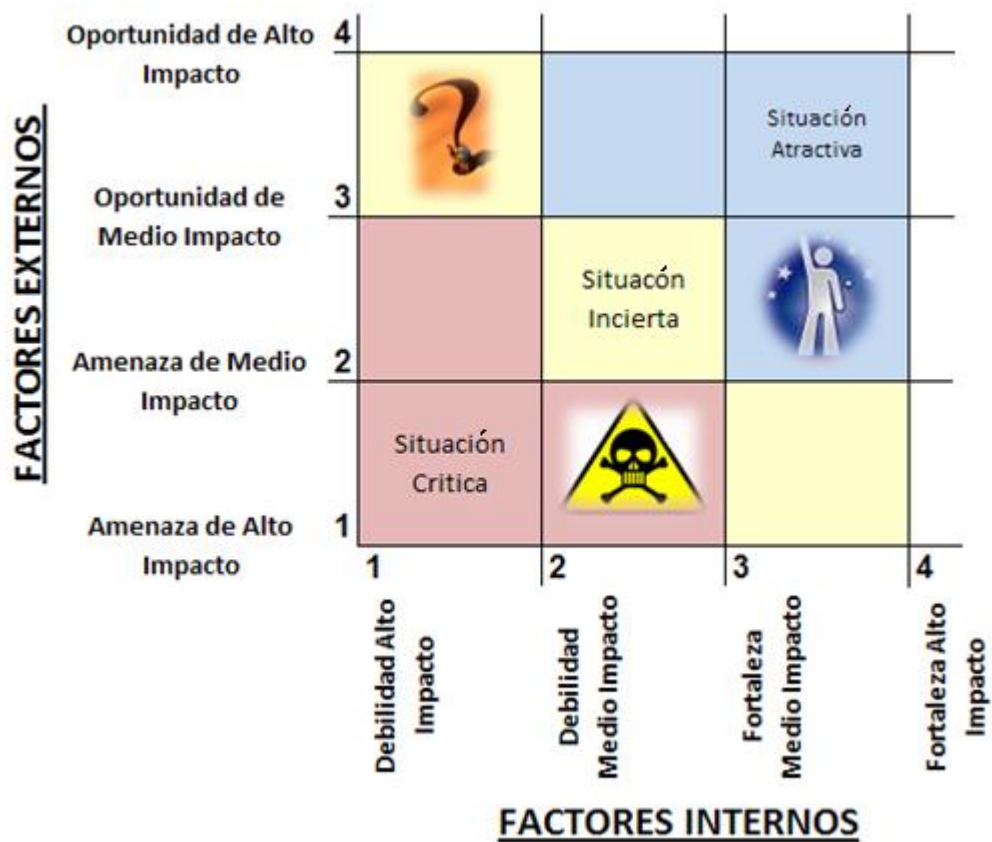 Oportunidad de Alto
Impacto
4
Situación
Atractiva
FACTORES EXTERNOS
Oportunidad de
Medio Impacto
3
Situacón
Incierta
Amenaza de Medio
Impacto
2
Situación
Critica
Amenaza de Alto
Impacto
1
1
2
3
4
Debilidad Alto
Impacto
Debilidad
Medio Impacto
Fortaleza
Medio Impacto
Fortaleza Alto
Impacto
FACTORES INTERNOS